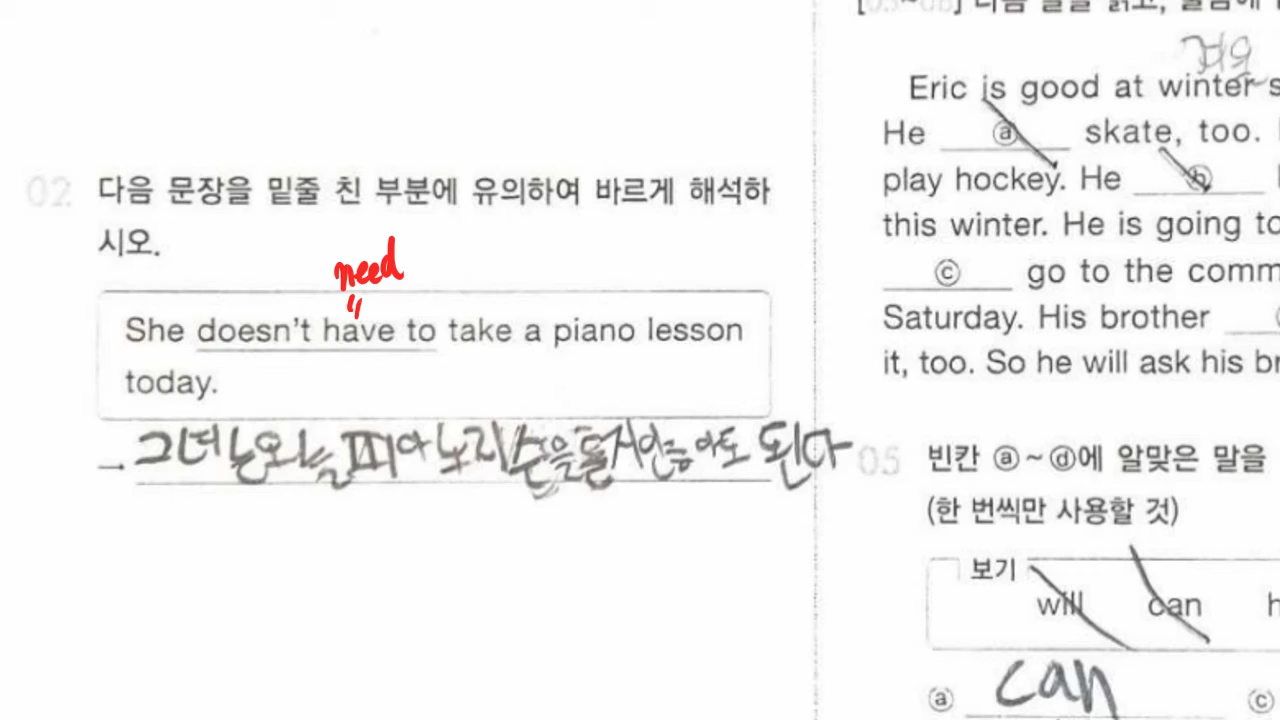 02 다음 문장을 밑줄 친 부분에 유의하여 바르게 해석하
시오.
need
She doesn't have to take a piano lesson
today.
→ 그녀는 오늘 피아노 레슨을 안도 된다
겨울
Eric is good at winter
He ⓐ skate, too.
play hockey. He ⓑ
this winter. He is going to
ⓒ go to the comm
Saturday. His brother
it, too. So he will ask his br
05 빈칸 ⓐ~ⓓ에 알맞은 말을
(한 번씩만 사용할 것)
보기
will can h
ⓐ can ⓒ